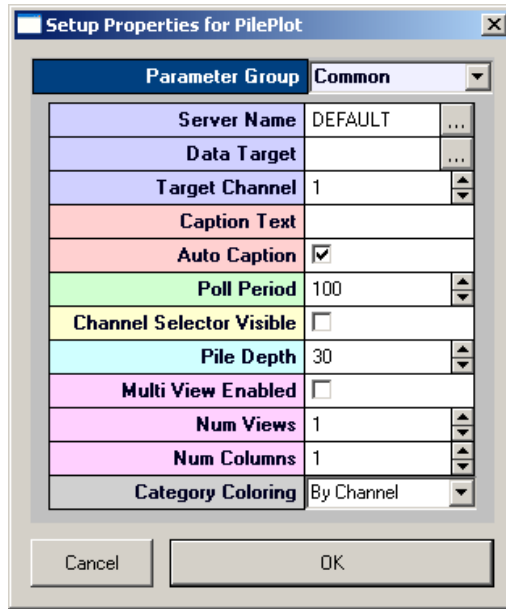 Setup Properties for PilePlot
Parameter Group Common
Server Name DEFAULT ...
Data Target ...
Target Channel 1
Caption Text
Auto Caption
Poll Period 100
Channel Selector Visible
Pile Depth 30
Multi View Enabled
Num Views 1
Num Columns 1
Category Coloring By Channel
Cancel OK